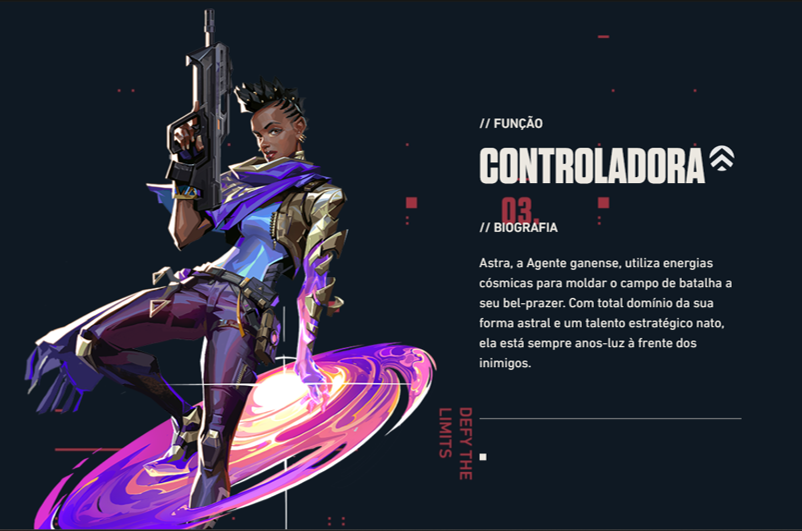 // FUNÇÃO
CONTROLADORA
03.
// BIOGRAFIA
Astra, a Agente ganense, utiliza energias
cósmicas para moldar o campo de batalha a
seu bel-prazer. Com total domínio da sua
forma astral e um talento estratégico nato,
ela está sempre anos-luz à frente dos
inimigos.
DEFY THE
LIMITS